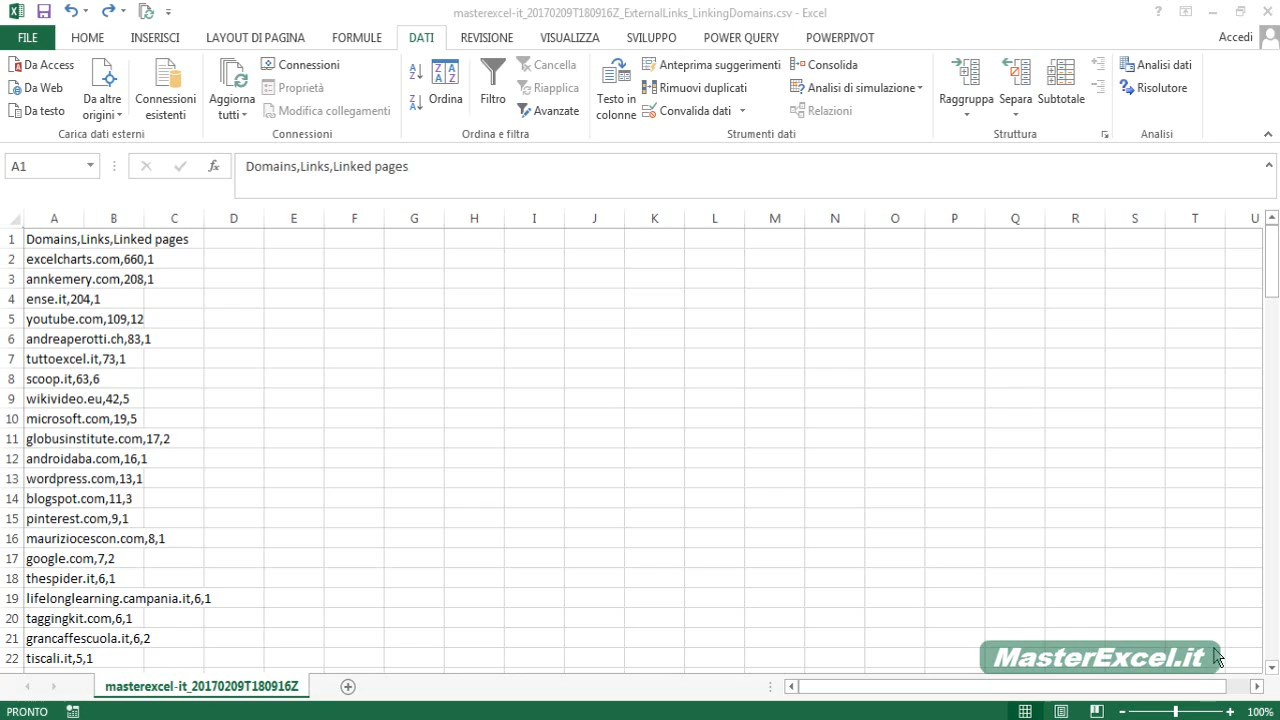 masterexcel-it_20170209T180916Z_ExternalLinks_LinkingDomains.csv - Excel
FILE HOME INSERISCI LAYOUT DI PAGINA FORMULE DATI REVISIONE VISUALIZZA SVILUPPO POWER QUERY POWERPIVOT Accedi
Da Access
Da Web
Da testo
Da altre origini
Connessioni esistenti
Carica dati esterni
Aggiorna tutti
Connessioni
Proprietà
Modifica collegamenti
Connessioni
Ordina
Filtro
Cancella
Riapplica
Avanzate
Ordina e filtra
Testo in colonne
Anteprima suggerimenti
Rimuovi duplicati
Convalida dati
Consolida
Analisi di simulazione
Relazioni
Strumenti dati
Raggruppa
Separa
Subtotale
Struttura
Analisi dati
Risolutore
Analisi
A1 fx Domains,Links,Linked pages
A B C D E F G H I J K L M N O P Q R S T U
1 Domains,Links,Linked pages
2 excelcharts.com,660,1
3 annkemery.com,208,1
4 ense.it,204,1
5 youtube.com,109,12
6 andreaperotti.ch,83,1
7 tuttoexcel.it,73,1
8 scoop.it,63,6
9 wikivideo.eu,42,5
10 microsoft.com,19,5
11 globusinstitute.com,17,2
12 androidaba.com,16,1
13 wordpress.com,13,1
14 blogspot.com,11,3
15 pinterest.com,9,1
16 mauriziocescon.com,8,1
17 google.com,7,2
18 thespider.it,6,1
19 lifelonglearning.campania.it,6,1
20 taggingkit.com,6,1
21 grancaffescuola.it,6,2
22 tiscali.it,5,1
MasterExcel.it
masterexcel-it_20170209T180916Z
PRONTO 100%